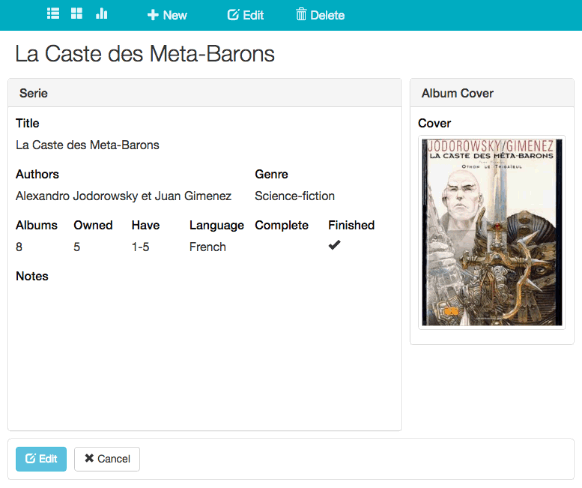 New Edit Delete
La Caste des Meta-Barons
Serie
Title
La Caste des Meta-Barons
Authors Genre
Alexandro Jodorowsky et Juan Gimenez Science-fiction
Albums Owned Have Language Complete Finished
8 5 1-5 French
Notes
Album Cover
Cover
JODOROWSKY/GIMENEZ
LA CASTE DES MÉTA-BARONS
OTHON LE TRISAÏEUL
Edit Cancel